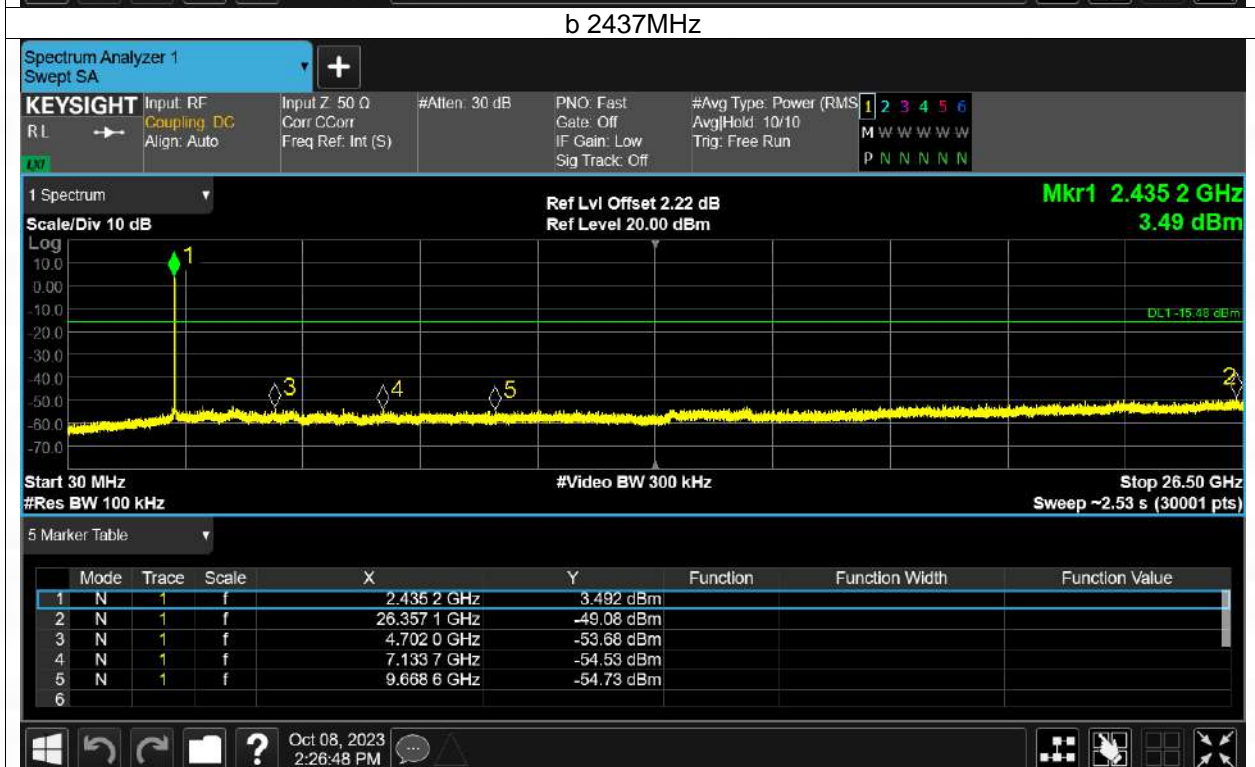 b 2437MHz
Spectrum Analyzer 1
Swept SA
+
KEYSIGHT Input: RF Input Z: 50 Ω #Atten: 30 dB PNO: Fast #Avg Type: Power (RMS 1 2 3 4 5 6
RL Coupling: DC Corr CCorr Gate: Off Avg|Hold: 10/10 M W W W W W
Align: Auto Freq Ref: Int (S) IF Gain: Low Trig: Free Run
LXI Sig Track: Off P N N N N N
1 Spectrum Ref Lvl Offset 2.22 dB Mkr1 2.435 2 GHz
Scale/Div 10 dB Ref Level 20.00 dBm 3.49 dBm
Log
10.0 1
0.00
-10.0 DL1 -15.48 dBm
-20.0
-30.0
-40.0 2
-50.0 3 4 5
-60.0
-70.0
Start 30 MHz #Video BW 300 kHz Stop 26.50 GHz
#Res BW 100 kHz Sweep ~2.53 s (30001 pts)
5 Marker Table
Mode Trace Scale X Y Function Function Width Function Value
1 N 1 f 2.435 2 GHz 3.492 dBm
2 N 1 f 26.357 1 GHz -49.08 dBm
3 N 1 f 4.702 0 GHz -53.68 dBm
4 N 1 f 7.133 7 GHz -54.53 dBm
5 N 1 f 9.668 6 GHz -54.73 dBm
6
? Oct 08, 2023
2:26:48 PM